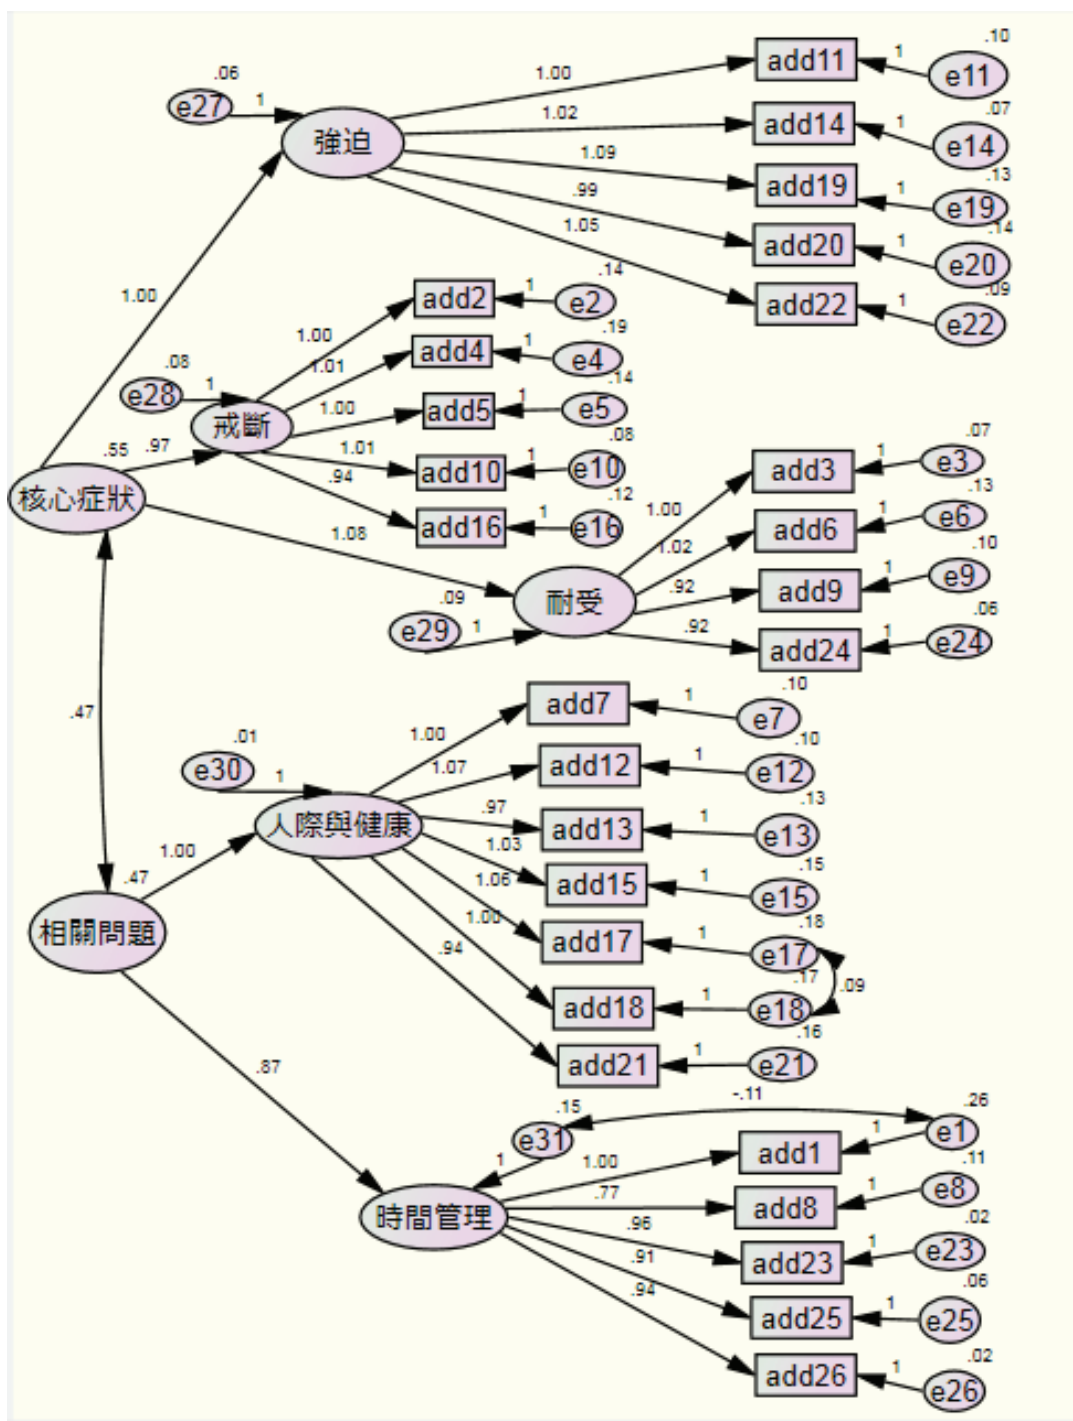 .10
add11
1
e11
.06
e27
1
1.00
強迫
1.02
.07
add14
1
e14
1.09
.13
add19
1
e19
.99
.14
add20
1
e20
1.05
.09
add22
1
e22
1.00
.14
add2
1
e2
1.00
.19
add4
1
e4
1.01
.08
e28
1
戒斷
.14
add5
1
e5
1.00
.08
add10
1
e10
1.01
.12
add16
1
e16
.94
.55
.97
核心症狀
1.08
.07
add3
1
e3
1.00
.13
add6
1
e6
1.02
.10
add9
1
e9
.92
.09
e29
1
耐受
.06
add24
1
e24
.92
.47
.10
add7
1
e7
1.00
.01
e30
1
.10
add12
1
e12
1.07
人際與健康
.13
add13
1
e13
.97
1.00
.15
add15
1
e15
1.03
.47
相關問題
.18
add17
1
e17
1.06
.17
add18
1
e18
1.00
.09
.16
add21
1
e21
.94
.87
-.11
.15
e31
1
.26
add1
1
e1
1.00
.11
add8
1
e8
.77
時間管理
.02
add23
1
e23
.96
.06
add25
1
e25
.91
.02
add26
1
e26
.94